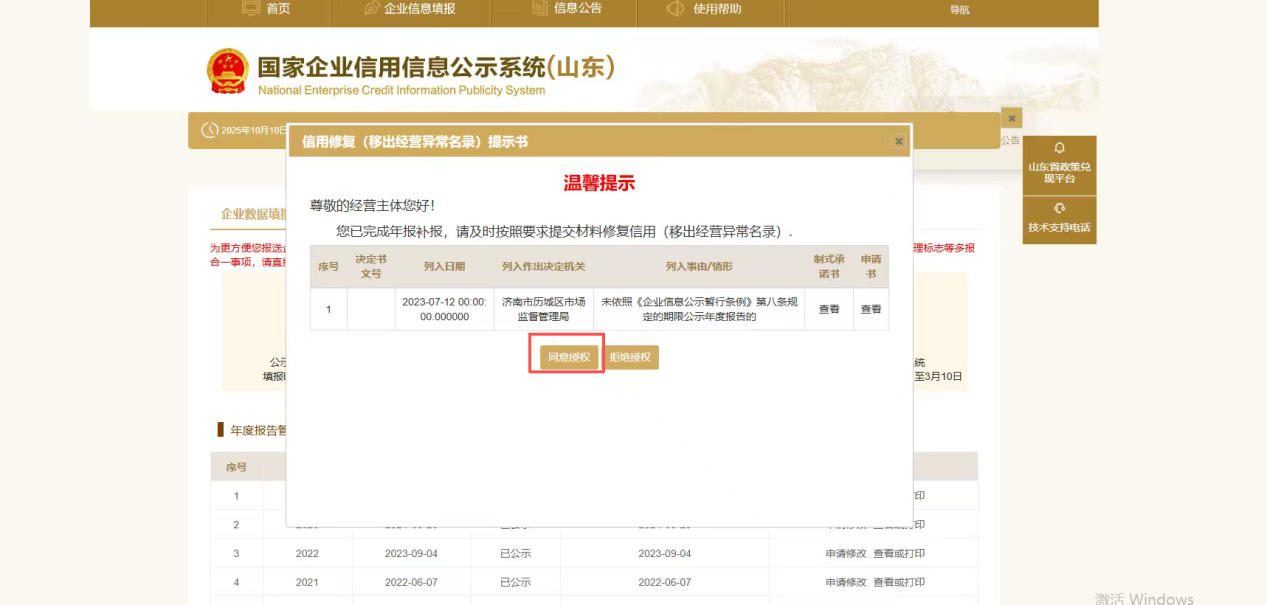 首页 企业信息填报 信息公告 使用帮助 导航
国家企业信用信息公示系统(山东)
National Enterprise Credit Information Publicity System
2025年10月10日
公告
山东省政策兑
现平台
技术支持电话
信用修复（移出经营异常名录）提示书
温馨提示
尊敬的经营主体您好!
您已完成年报补报，请及时按照要求提交材料修复信用（移出经营异常名录）.
序号 决定书文号 列入日期 列入作出决定机关 列入事由/情形 制式承诺书 申请书
1 2023-07-12 00:00:00.000000 济南市历城区市场监督管理局 未依照《企业信息公示暂行条例》第八条规定的期限公示年度报告的 查看 查看
同意授权 拒绝授权
企业数据填报
为更方便您报送企 理标志等多报
合一事项，请直接
公示 统
填报时 至3月10日
年度报告管
序号
1 印
2 印
3 2022 2023-09-04 已公示 2023-09-04 申请修改 查看或打印
4 2021 2022-06-07 已公示 2022-06-07 申请修改 查看或打印
激活 Windows